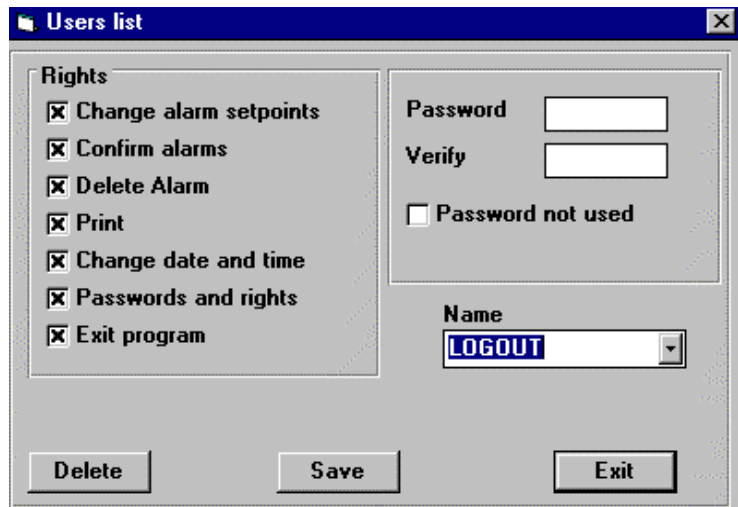 Users list
Rights
Change alarm setpoints
Confirm alarms
Delete Alarm
Print
Change date and time
Passwords and rights
Exit program
Password
Verify
Password not used
Name
LOGOUT
Delete
Save
Exit